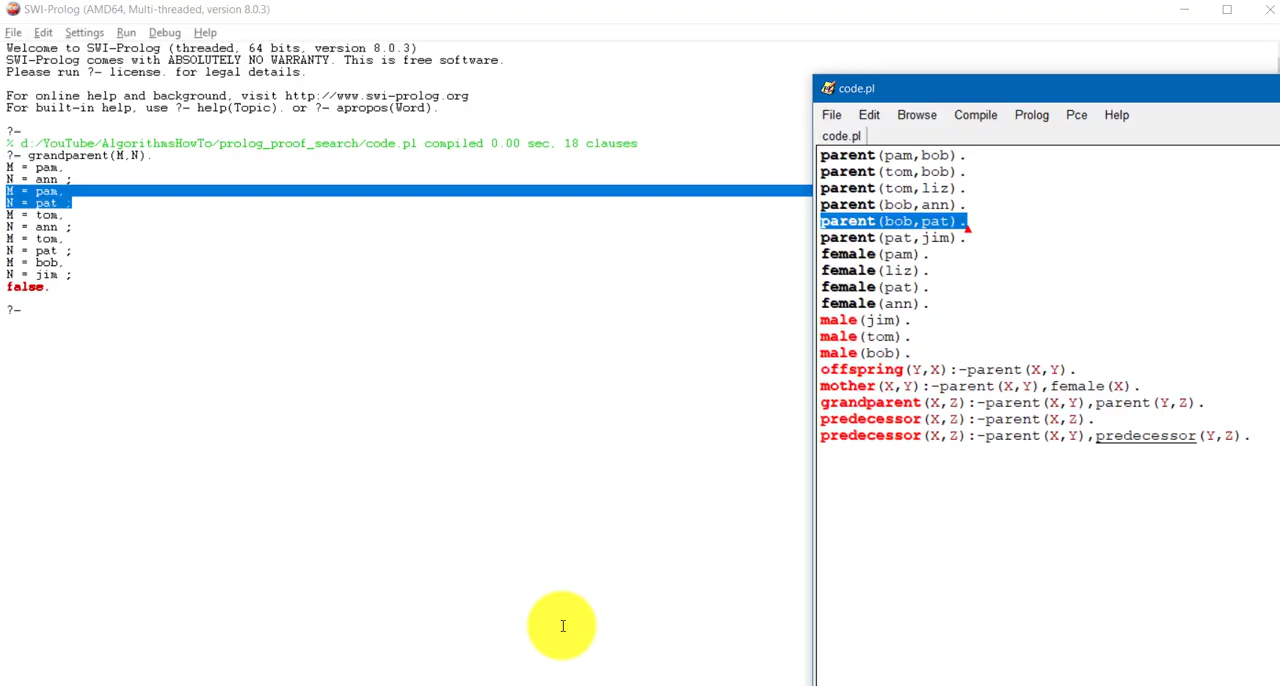 SWI-Prolog (AMD64, Multi-threaded, version 8.0.3)
File Edit Settings Run Debug Help
Welcome to SWI-Prolog (threaded, 64 bits, version 8.0.3)
SWI-Prolog comes with ABSOLUTELY NO WARRANTY. This is free software.
Please run ?- license. for legal details.
For online help and background, visit http://www.swi-prolog.org
For built-in help, use ?- help(Topic). or ?- apropos(Word).
?-
% d:/YouTube/AlgorithmsHowTo/prolog_proof_search/code.pl compiled 0.00 sec, 18 clauses
?- grandparent(M,N).
M = pam,
N = ann ;
M = pam,
N = pat ;
M = tom,
N = ann ;
M = tom,
N = pat ;
M = bob,
N = jim ;
false.
?-
code.pl
File Edit Browse Compile Prolog Pce Help
code.pl
parent(pam,bob).
parent(tom,bob).
parent(tom,liz).
parent(bob,ann).
parent(bob,pat).
parent(pat,jim).
female(pam).
female(liz).
female(pat).
female(ann).
male(jim).
male(tom).
male(bob).
offspring(Y,X):-parent(X,Y).
mother(X,Y):-parent(X,Y),female(X).
grandparent(X,Z):-parent(X,Y),parent(Y,Z).
predecessor(X,Z):-parent(X,Z).
predecessor(X,Z):-parent(X,Y),predecessor(Y,Z).